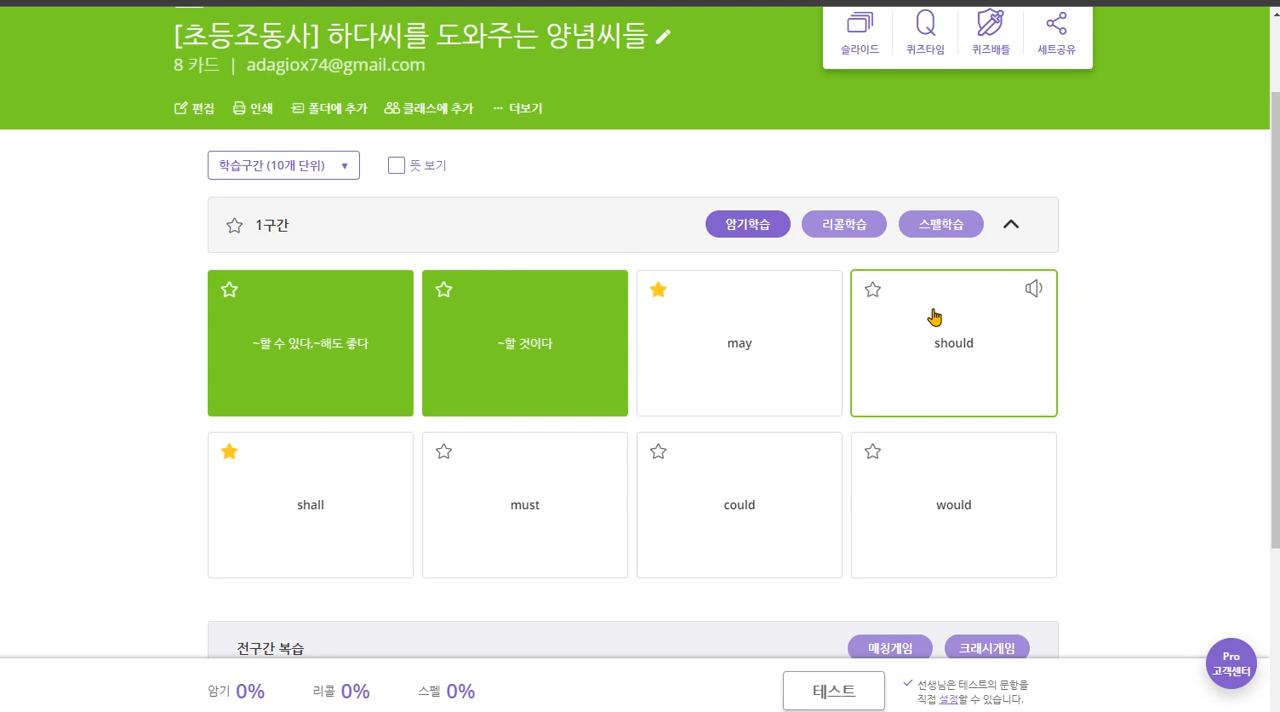 [초등조동사] 하다씨를 도와주는 양념씨들
8 카드 | adagiox74@gmail.com
슬라이드 퀴즈타임 퀴즈배틀 세트공유
편집 인쇄 폴더에 추가 클래스에 추가 ··· 더보기
학습구간 (10개 단위) ▼ 뜻 보기
1구간 암기학습 리콜학습 스펠학습
~할 수 있다,~해도 좋다 ~할 것이다 may should
shall must could would
전구간 복습 매칭게임 크래시게임
Pro
고객센터
암기 0% 리콜 0% 스펠 0% 테스트
선생님은 테스트의 문항을
직접 설정할 수 있습니다.